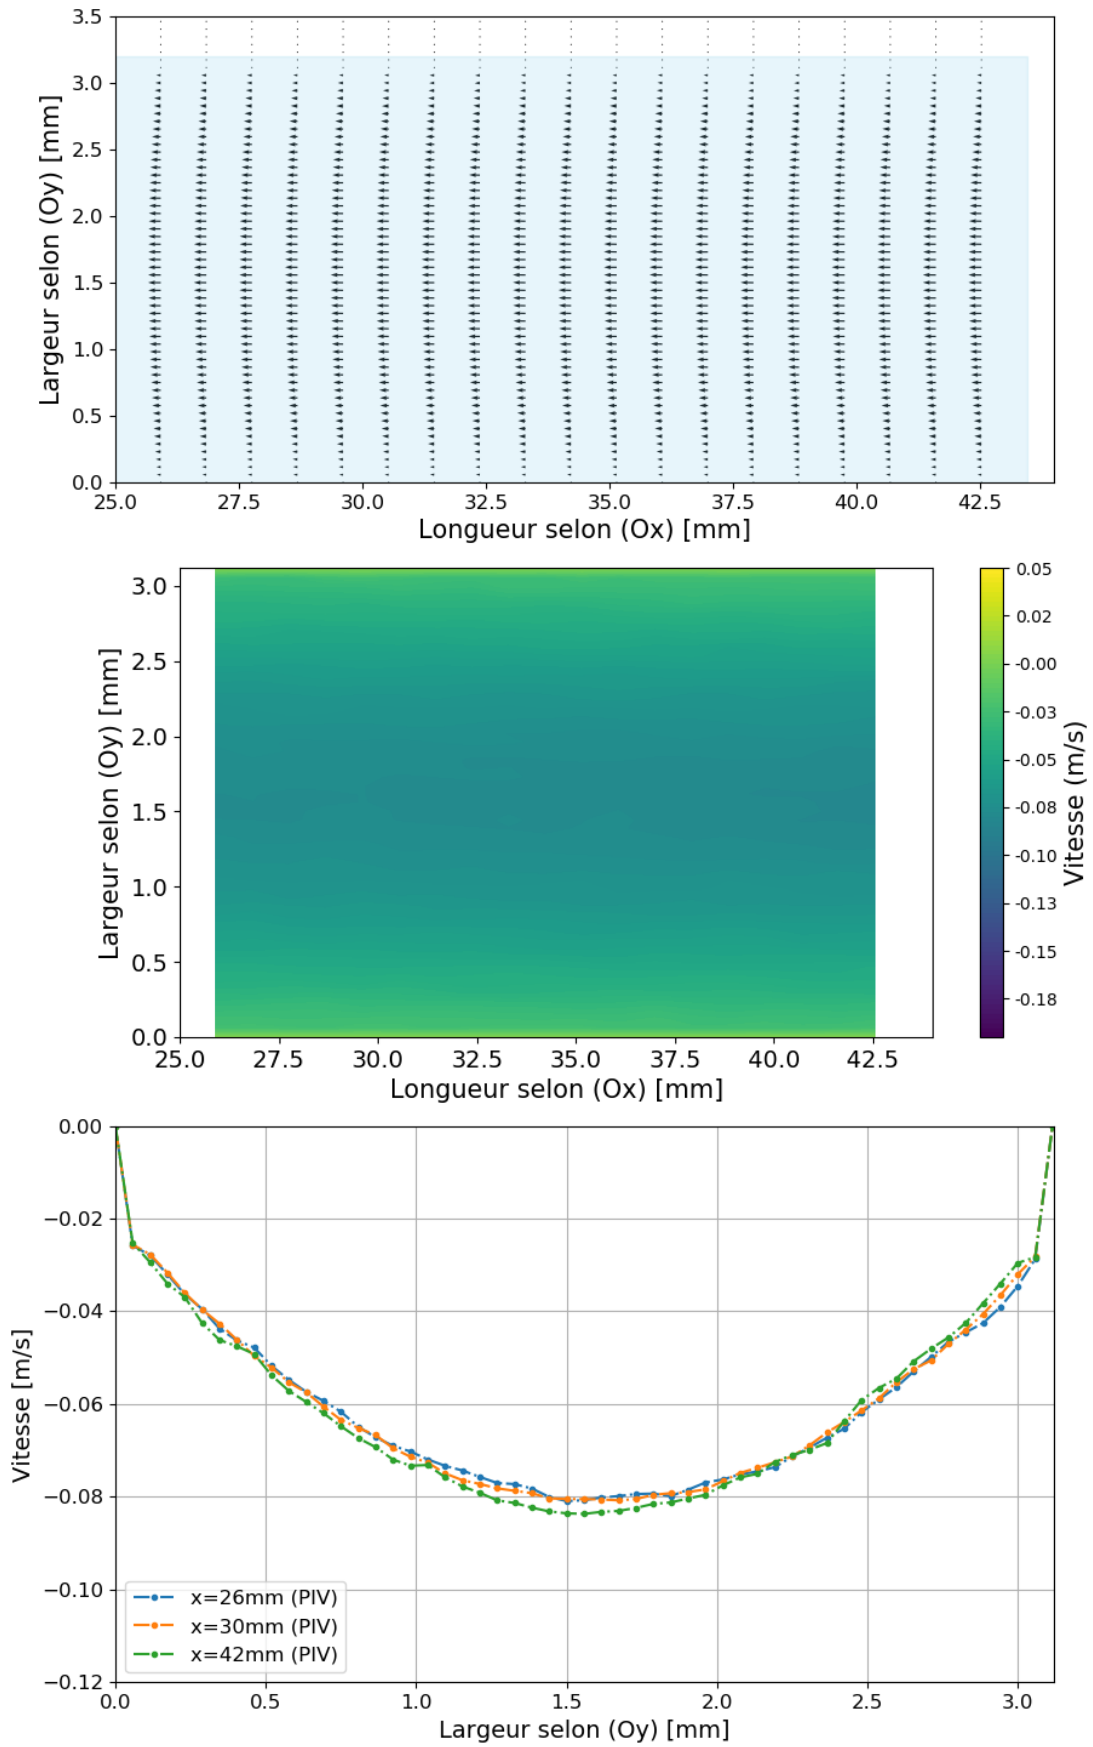 3.5
3.0
2.5
2.0
1.5
1.0
0.5
0.0
Largeur selon (Oy) [mm]
25.0 27.5 30.0 32.5 35.0 37.5 40.0 42.5
Longueur selon (Ox) [mm]
3.0
2.5
2.0
1.5
1.0
0.5
0.0
Largeur selon (Oy) [mm]
25.0 27.5 30.0 32.5 35.0 37.5 40.0 42.5
Longueur selon (Ox) [mm]
0.05
0.02
-0.00
-0.03
-0.05
-0.08
-0.10
-0.13
-0.15
-0.18
Vitesse (m/s)
0.00
−0.02
−0.04
−0.06
−0.08
−0.10
−0.12
Vitesse [m/s]
x=26mm (PIV)
x=30mm (PIV)
x=42mm (PIV)
0.0 0.5 1.0 1.5 2.0 2.5 3.0
Largeur selon (Oy) [mm]